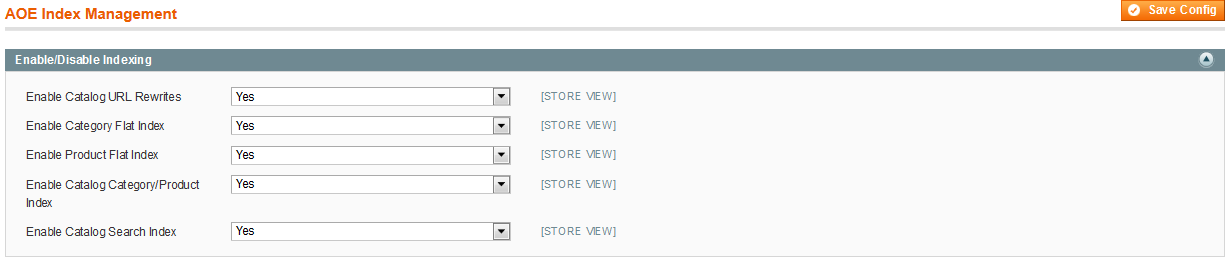 AOE Index Management
Save Config
Enable/Disable Indexing
Enable Catalog URL Rewrites Yes [STORE VIEW]
Enable Category Flat Index Yes [STORE VIEW]
Enable Product Flat Index Yes [STORE VIEW]
Enable Catalog Category/Product Yes [STORE VIEW]
Index
Enable Catalog Search Index Yes [STORE VIEW]